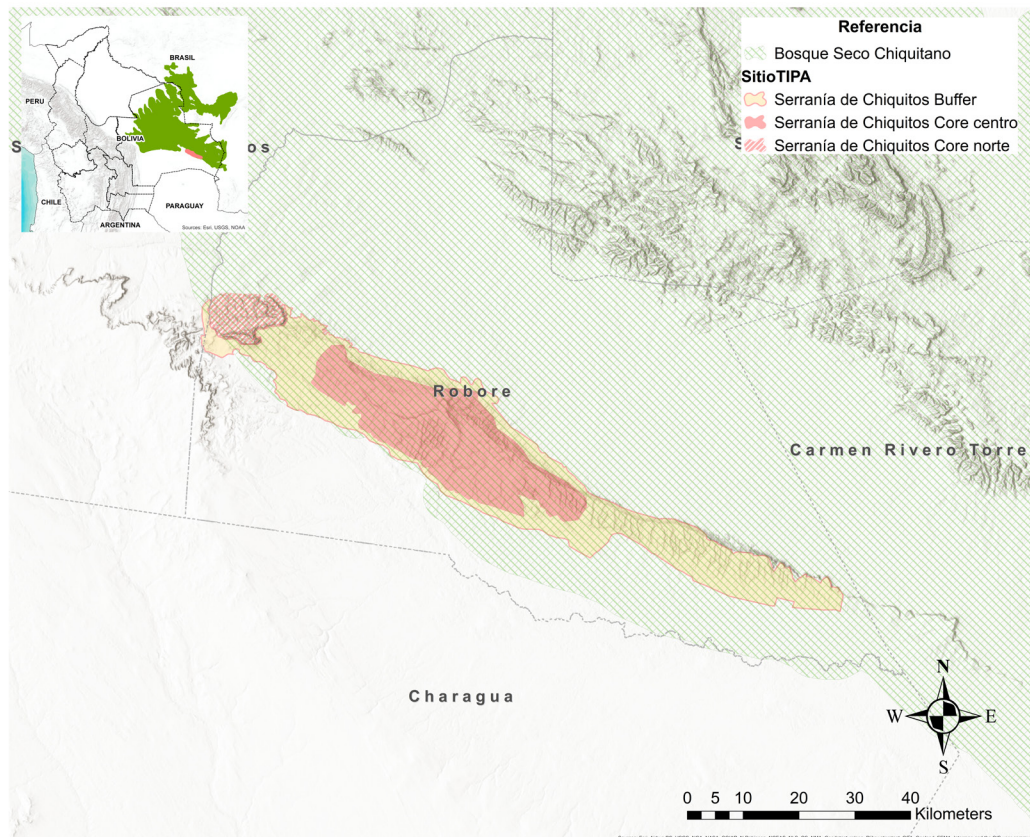 BRASIL
PERU
BOLIVIA
CHILE
PARAGUAY
ARGENTINA
Sources: Esri, USGS, NOAA
Referencia
Bosque Seco Chiquitano
SitioTIPA
Serranía de Chiquitos Buffer
Serranía de Chiquitos Core centro
Serranía de Chiquitos Core norte
S
os
S
Robore
Carmen Rivero Torre
Charagua
N
W
E
S
0 5 10 20 30 40
Kilometers